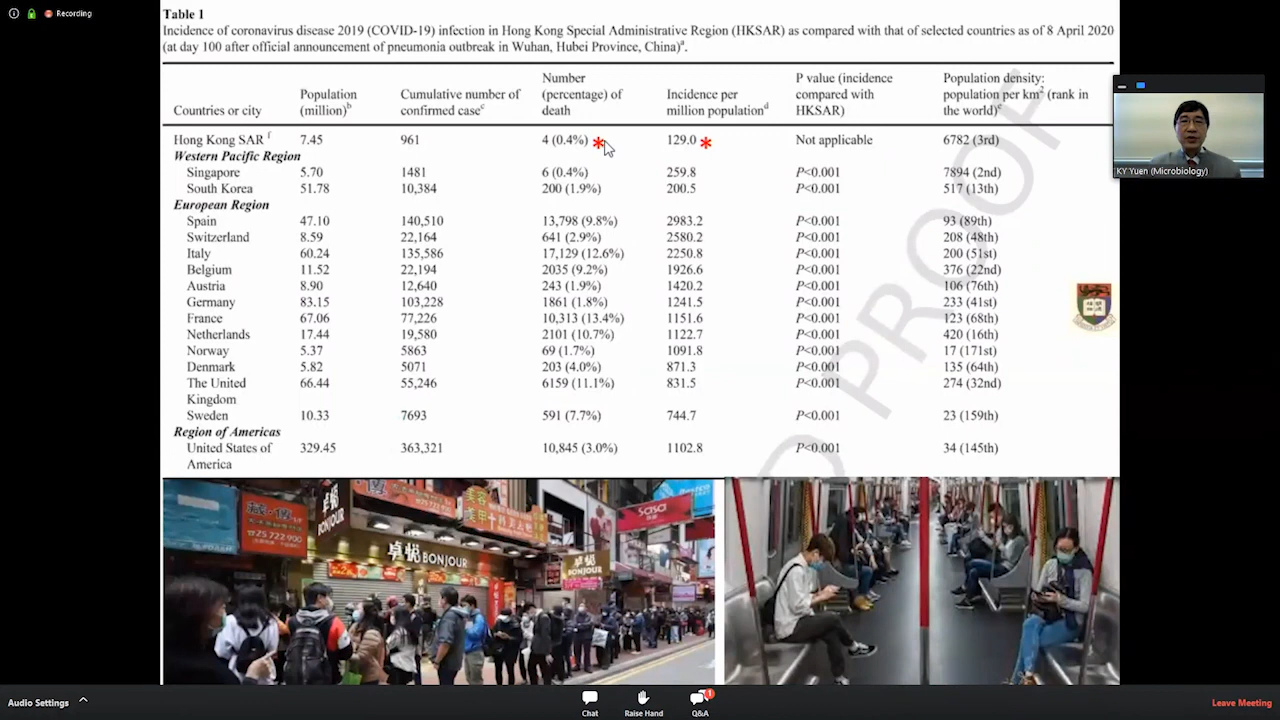 Recording
Table 1
Incidence of coronavirus disease 2019 (COVID-19) infection in Hong Kong Special Administrative Region (HKSAR) as compared with that of selected countries as of 8 April 2020
(at day 100 after official announcement of pneumonia outbreak in Wuhan, Hubei Province, China)ᵃ.
Countries or city Population (million)ᵇ Cumulative number of confirmed caseᶜ Number (percentage) of death Incidence per million populationᵈ P value (incidence compared with HKSAR) Population density: population per km² (rank in the world)ᵉ
Hong Kong SAR ᶠ 7.45 961 4 (0.4%) * 129.0 * Not applicable 6782 (3rd)
Western Pacific Region
Singapore 5.70 1481 6 (0.4%) 259.8 P<0.001 7894 (2nd)
South Korea 51.78 10,384 200 (1.9%) 200.5 P<0.001 517 (13th)
European Region
Spain 47.10 140,510 13,798 (9.8%) 2983.2 P<0.001 93 (89th)
Switzerland 8.59 22,164 641 (2.9%) 2580.2 P<0.001 208 (48th)
Italy 60.24 135,586 17,129 (12.6%) 2250.8 P<0.001 200 (51st)
Belgium 11.52 22,194 2035 (9.2%) 1926.6 P<0.001 376 (22nd)
Austria 8.90 12,640 243 (1.9%) 1420.2 P<0.001 106 (76th)
Germany 83.15 103,228 1861 (1.8%) 1241.5 P<0.001 233 (41st)
France 67.06 77,226 10,313 (13.4%) 1151.6 P<0.001 123 (68th)
Netherlands 17.44 19,580 2101 (10.7%) 1122.7 P<0.001 420 (16th)
Norway 5.37 5863 69 (1.7%) 1091.8 P<0.001 17 (171st)
Denmark 5.82 5071 203 (4.0%) 871.3 P<0.001 135 (64th)
The United Kingdom 66.44 55,246 6159 (11.1%) 831.5 P<0.001 274 (32nd)
Sweden 10.33 7693 591 (7.7%) 744.7 P<0.001 23 (159th)
Region of Americas
United States of America 329.45 363,321 10,845 (3.0%) 1102.8 P<0.001 34 (145th)
PROOF
KY Yuen (Microbiology)
卓悦
BONJOUR
卓悦 BONJOUR
卓悦
BONJOUR
美容
sasa
Audio Settings
Chat
Raise Hand
1
Q&A
Leave Meeting